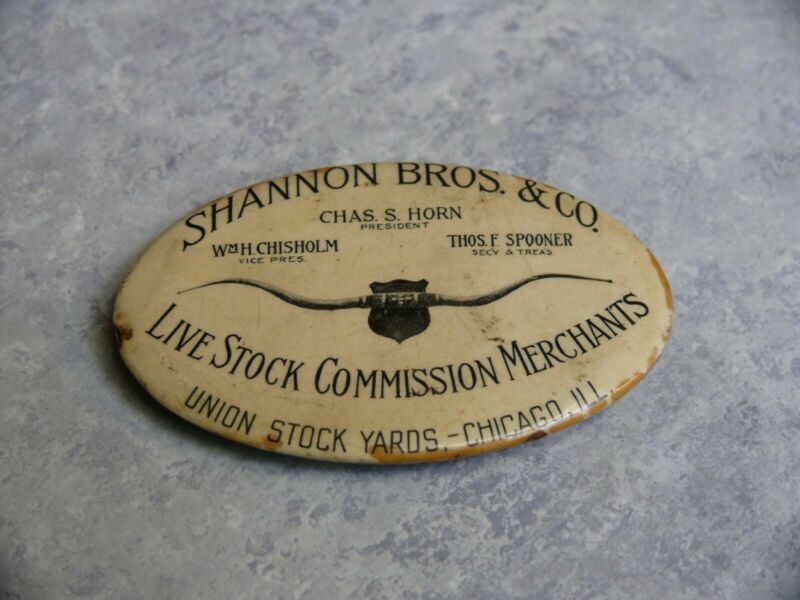 SHANNON BROS. & CO.
CHAS. S. HORN
PRESIDENT
WM H. CHISHOLM
VICE PRES.
THOS. F. SPOONER
SECY & TREAS
LIVE STOCK COMMISSION MERCHANTS
UNION STOCK YARDS,-CHICAGO, ILL.